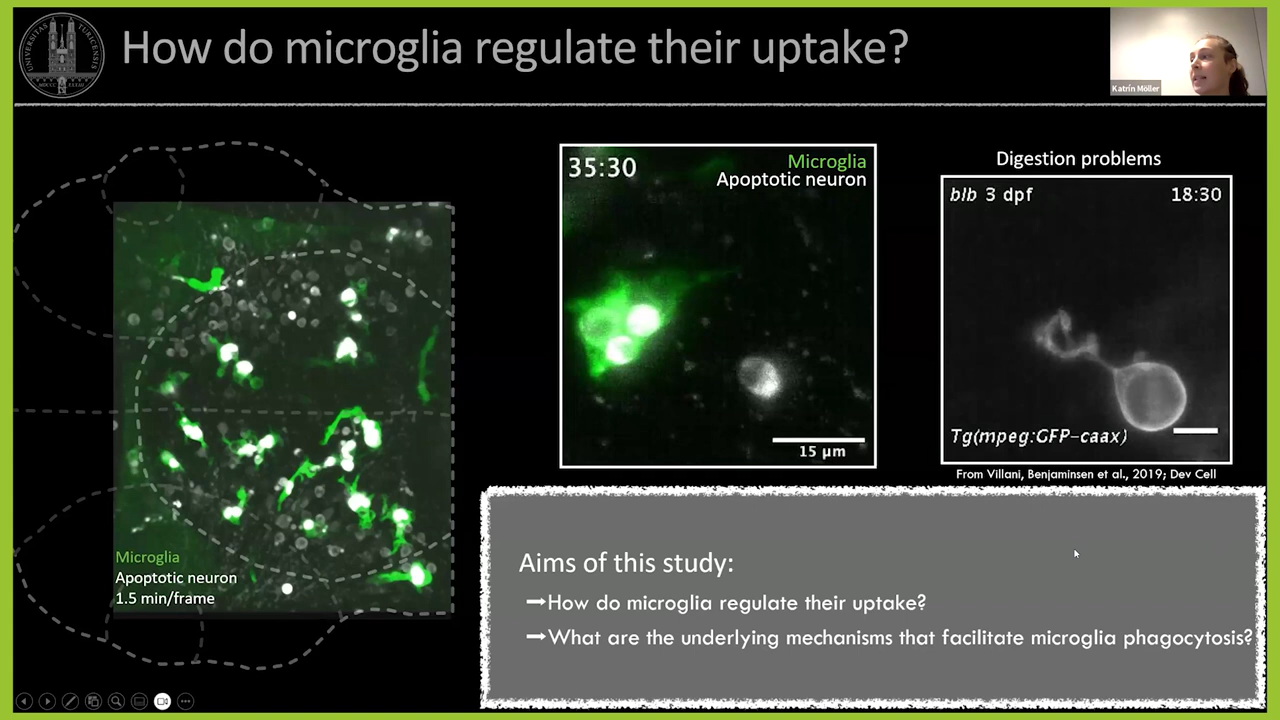 How do microglia regulate their uptake?
UNIVERSITAS TURICENSIS
Katrin Möller
35:30
Microglia
Apoptotic neuron
15 µm
Digestion problems
blb 3 dpf
18:30
Tg(mpeg:GFP-caax)
From Villani, Benjaminsen et al., 2019; Dev Cell
Microglia
Apoptotic neuron
1.5 min/frame
Aims of this study:
➞How do microglia regulate their uptake?
➞What are the underlying mechanisms that facilitate microglia phagocytosis?